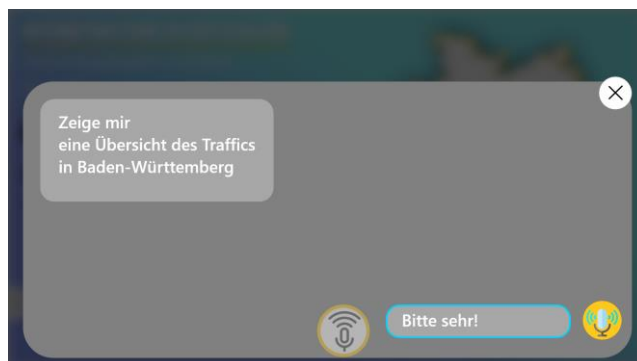 Zeige mir
eine Übersicht des Traffics
in Baden-Württemberg
Bitte sehr!